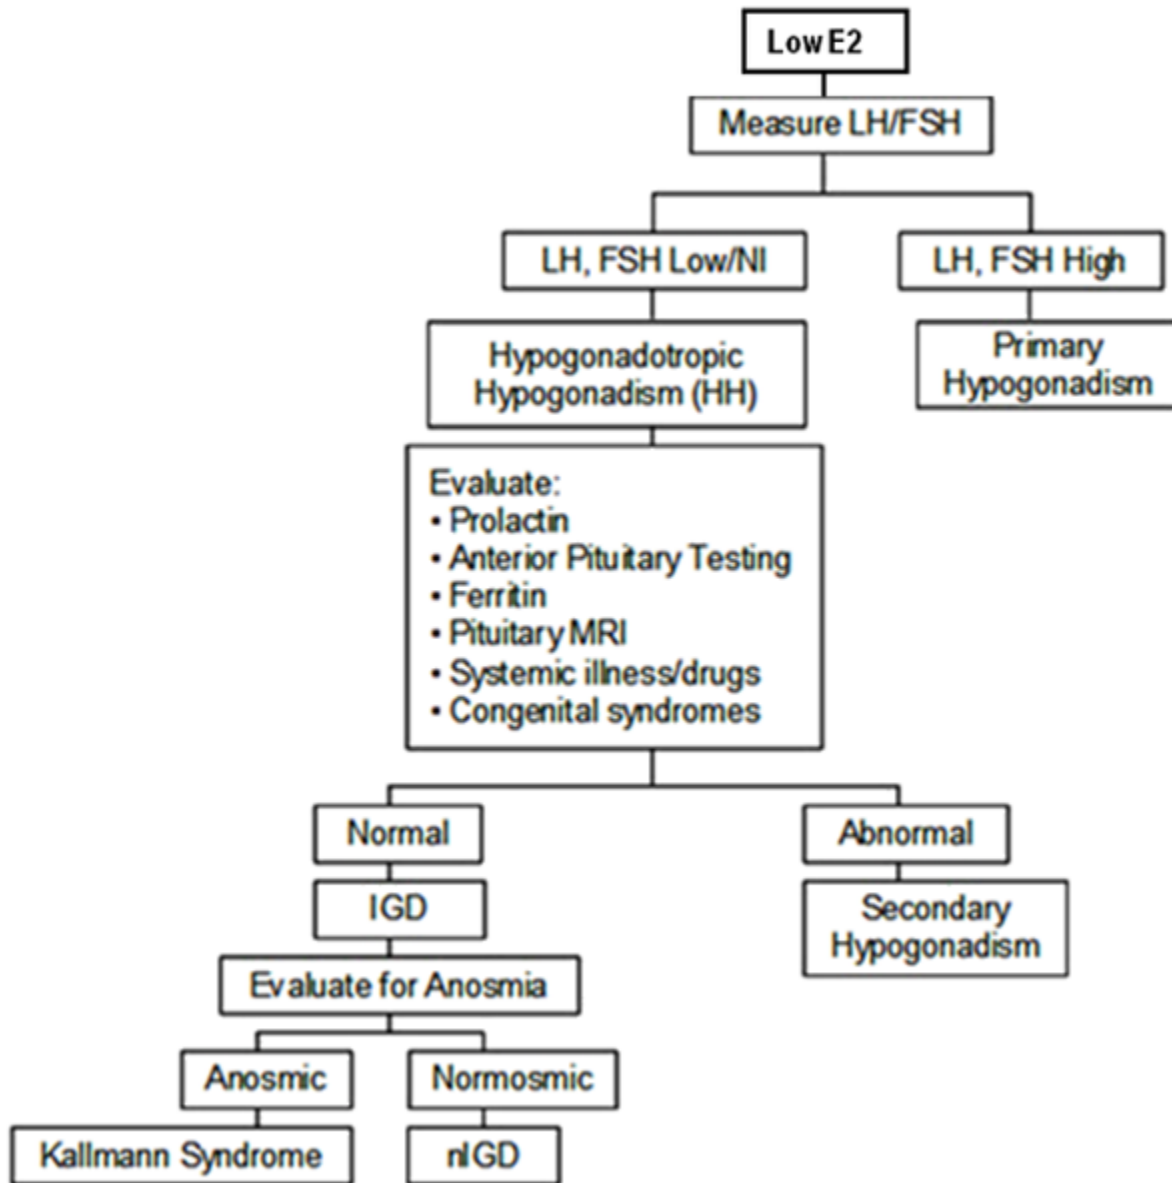 Low E2
Measure LH/FSH
LH, FSH Low/Nl
LH, FSH High
Hypogonadotropic
Hypogonadism (HH)
Primary
Hypogonadism
Evaluate:
• Prolactin
• Anterior Pituitary Testing
• Ferritin
• Pituitary MRI
• Systemic illness/drugs
• Congenital syndromes
Normal
Abnormal
IGD
Secondary
Hypogonadism
Evaluate for Anosmia
Anosmic
Normosmic
Kallmann Syndrome
nIGD